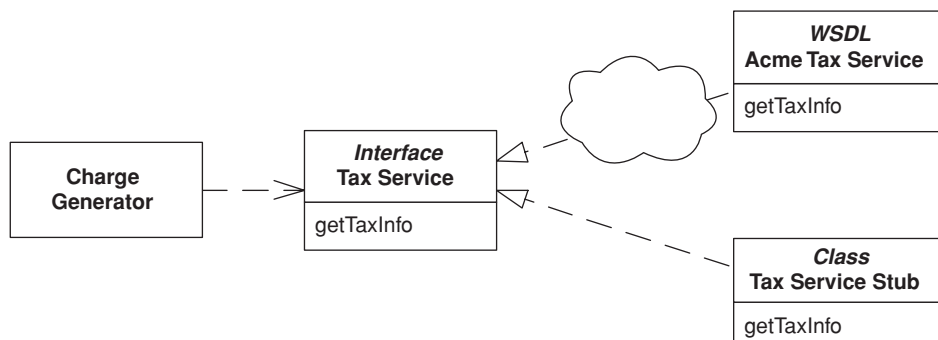 WSDL
Acme Tax Service
getTaxInfo
Interface
Tax Service
getTaxInfo
Charge
Generator
Class
Tax Service Stub
getTaxInfo